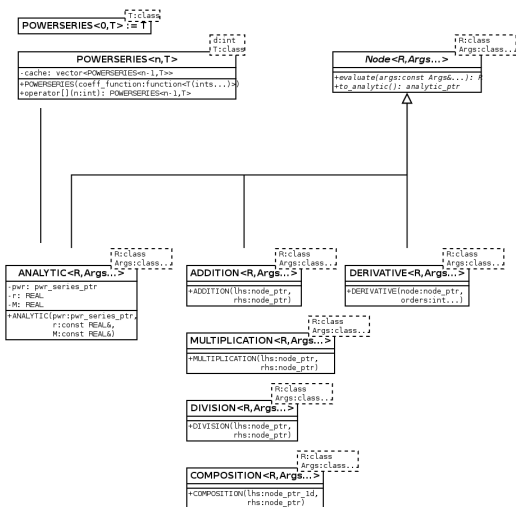 T:class
POWERSERIES<0,T> := T
d:int
T:class
POWERSERIES<n,T>
-cache: vector<POWERSERIES<n-1,T>>
+POWERSERIES(coeff_function:function<T(ints...)>)
+operator[](n:int): POWERSERIES<n-1,T>
R:class
Args:class...
Node<R,Args...>
+evaluate(args:const Args&...): R
+to_analytic(): analytic_ptr
R:class
Args:class...
ANALYTIC<R,Args...>
-pwr: pwr_series_ptr
-r: REAL
-M: REAL
+ANALYTIC(pwr:pwr_series_ptr,
r:const REAL&,
M:const REAL&)
R:class
Args:class...
ADDITION<R,Args...>
+ADDITION(lhs:node_ptr,
rhs:node_ptr)
R:class
Args:class...
DERIVATIVE<R,Args...>
+DERIVATIVE(node:node_ptr,
orders:int...)
R:class
Args:class...
MULTIPLICATION<R,Args...>
+MULTIPLICATION(lhs:node_ptr,
rhs:node_ptr)
R:class
Args:class...
DIVISION<R,Args...>
+DIVISION(lhs:node_ptr,
rhs:node_ptr)
R:class
Args:class...
COMPOSITION<R,Args...>
+COMPOSITION(lhs:node_ptr_1d,
rhs:node_ptr)